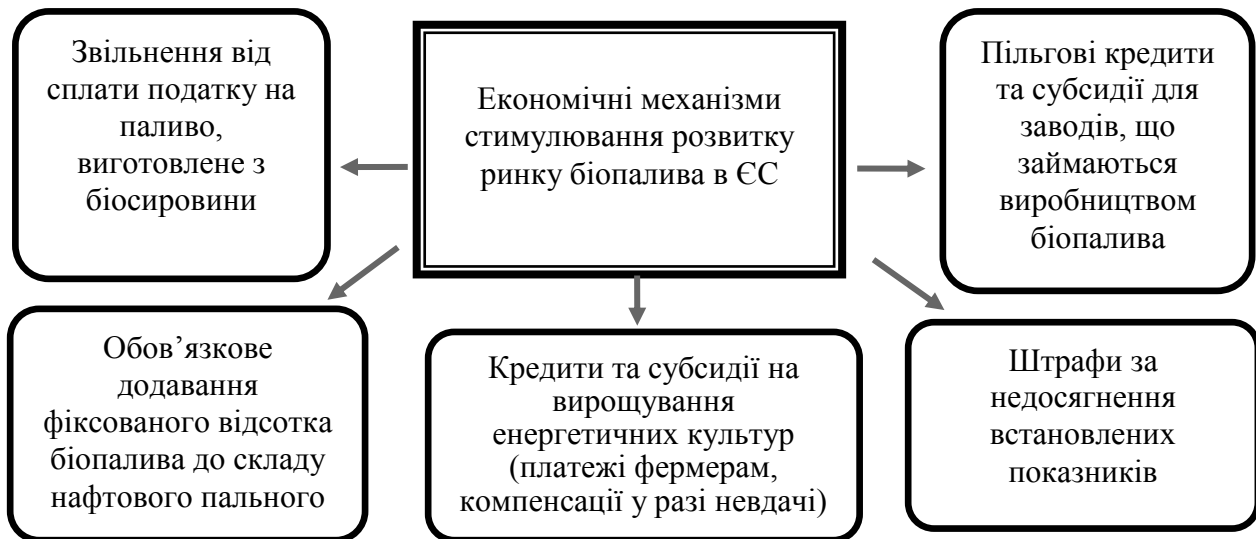 Звільнення від
сплати податку на
паливо,
виготовлене з
біосировини
Економічні механізми
стимулювання розвитку
ринку біопалива в ЄС
Пільгові кредити
та субсидії для
заводів, що
займаються
виробництвом
біопалива
Обов’язкове
додавання
фіксованого відсотка
біопалива до складу
нафтового пального
Кредити та субсидії на
вирощування
енергетичних культур
(платежі фермерам,
компенсації у разі невдачі)
Штрафи за
недосягнення
встановлених
показників